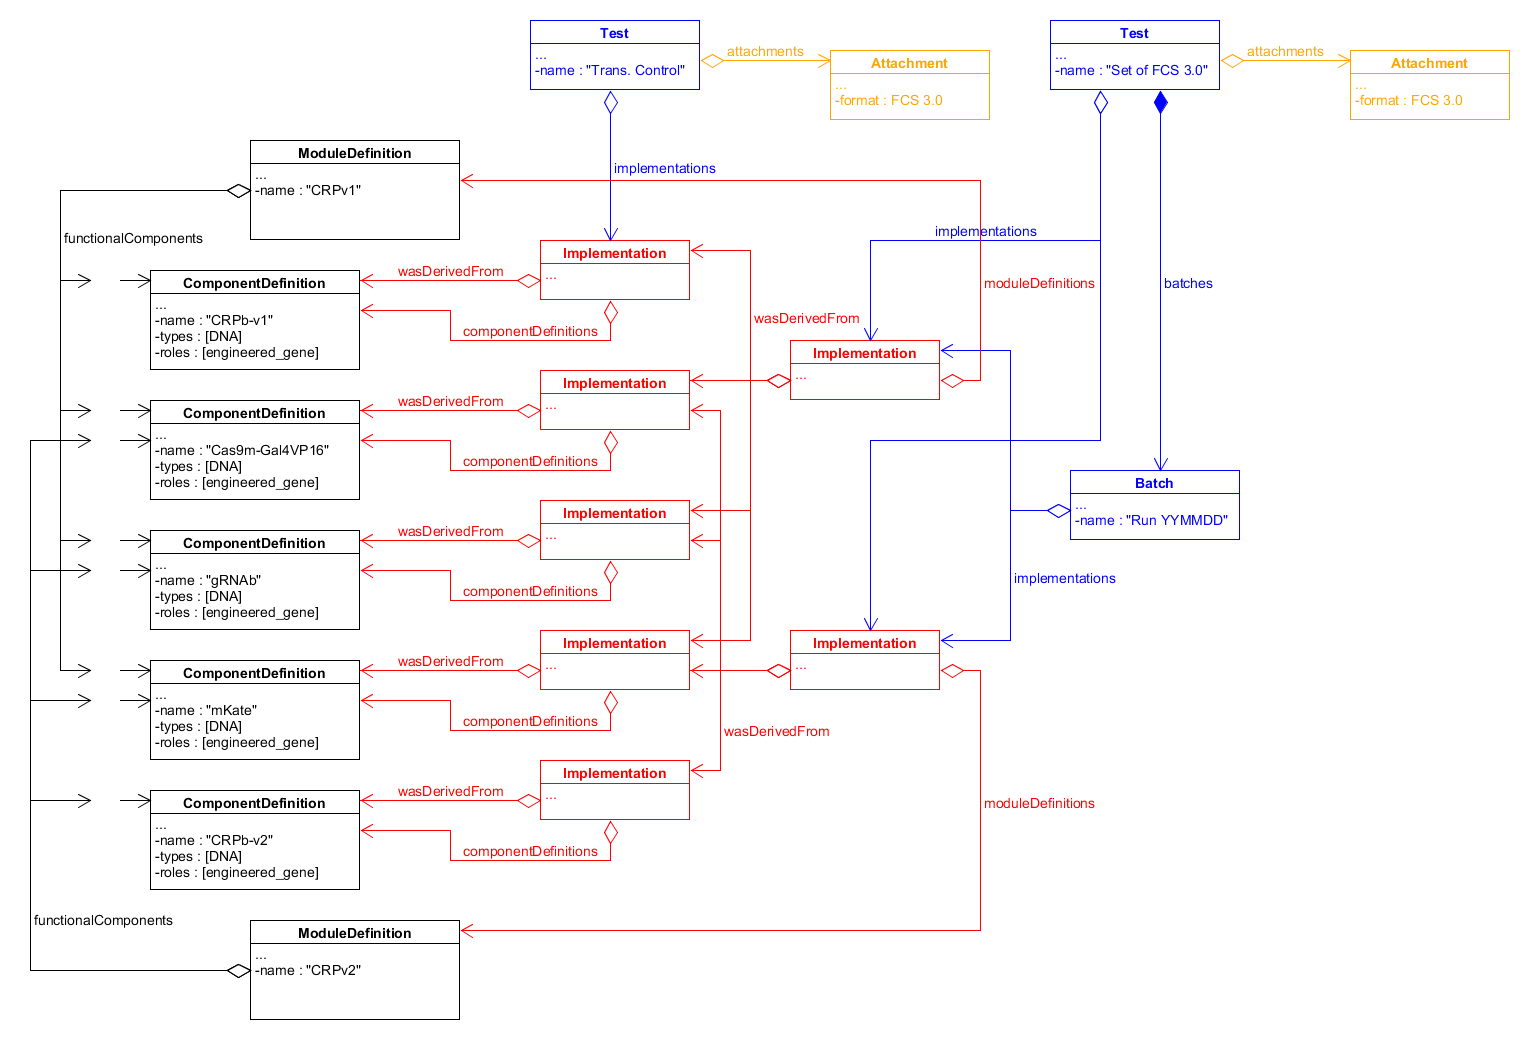 Test
...
-name : "Trans. Control"
attachments
Attachment
...
-format : FCS 3.0
Test
...
-name : "Set of FCS 3.0"
attachments
Attachment
...
-format : FCS 3.0
implementations
ModuleDefinition
...
-name : "CRPv1"
functionalComponents
implementations
Implementation
...
wasDerivedFrom
componentDefinitions
ComponentDefinition
...
-name : "CRPb-v1"
-types : [DNA]
-roles : [engineered_gene]
moduleDefinitions
batches
wasDerivedFrom
Implementation
...
Implementation
...
wasDerivedFrom
componentDefinitions
ComponentDefinition
...
-name : "Cas9m-Gal4VP16"
-types : [DNA]
-roles : [engineered_gene]
Batch
...
-name : "Run YYMMDD"
Implementation
...
wasDerivedFrom
componentDefinitions
ComponentDefinition
...
-name : "gRNAb"
-types : [DNA]
-roles : [engineered_gene]
implementations
Implementation
...
Implementation
...
wasDerivedFrom
componentDefinitions
ComponentDefinition
...
-name : "mKate"
-types : [DNA]
-roles : [engineered_gene]
wasDerivedFrom
Implementation
...
wasDerivedFrom
componentDefinitions
ComponentDefinition
...
-name : "CRPb-v2"
-types : [DNA]
-roles : [engineered_gene]
moduleDefinitions
functionalComponents
ModuleDefinition
...
-name : "CRPv2"